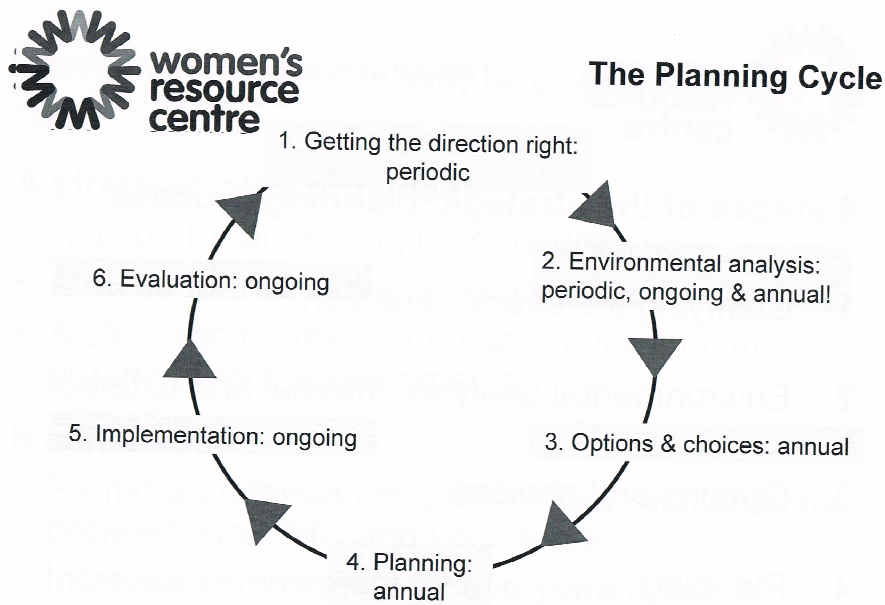 women's
resource
centre
The Planning Cycle
1. Getting the direction right:
periodic
2. Environmental analysis:
periodic, ongoing & annual!
3. Options & choices: annual
4. Planning:
annual
5. Implementation: ongoing
6. Evaluation: ongoing